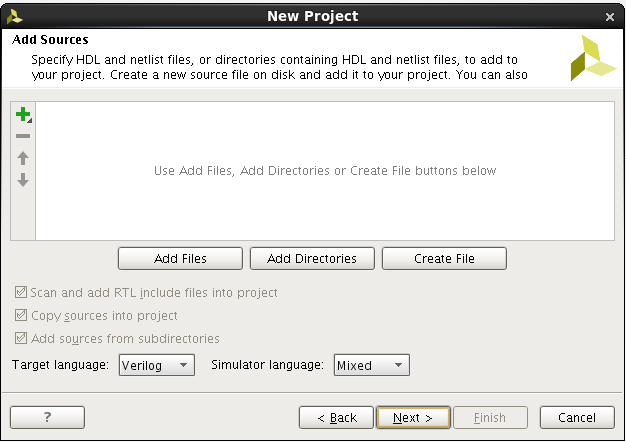 New Project
Add Sources
Specify HDL and netlist files, or directories containing HDL and netlist files, to add to
your project. Create a new source file on disk and add it to your project. You can also
Use Add Files, Add Directories or Create File buttons below
Add Files Add Directories Create File
Scan and add RTL include files into project
Copy sources into project
Add sources from subdirectories
Target language: Verilog Simulator language: Mixed
? < Back Next > Finish Cancel